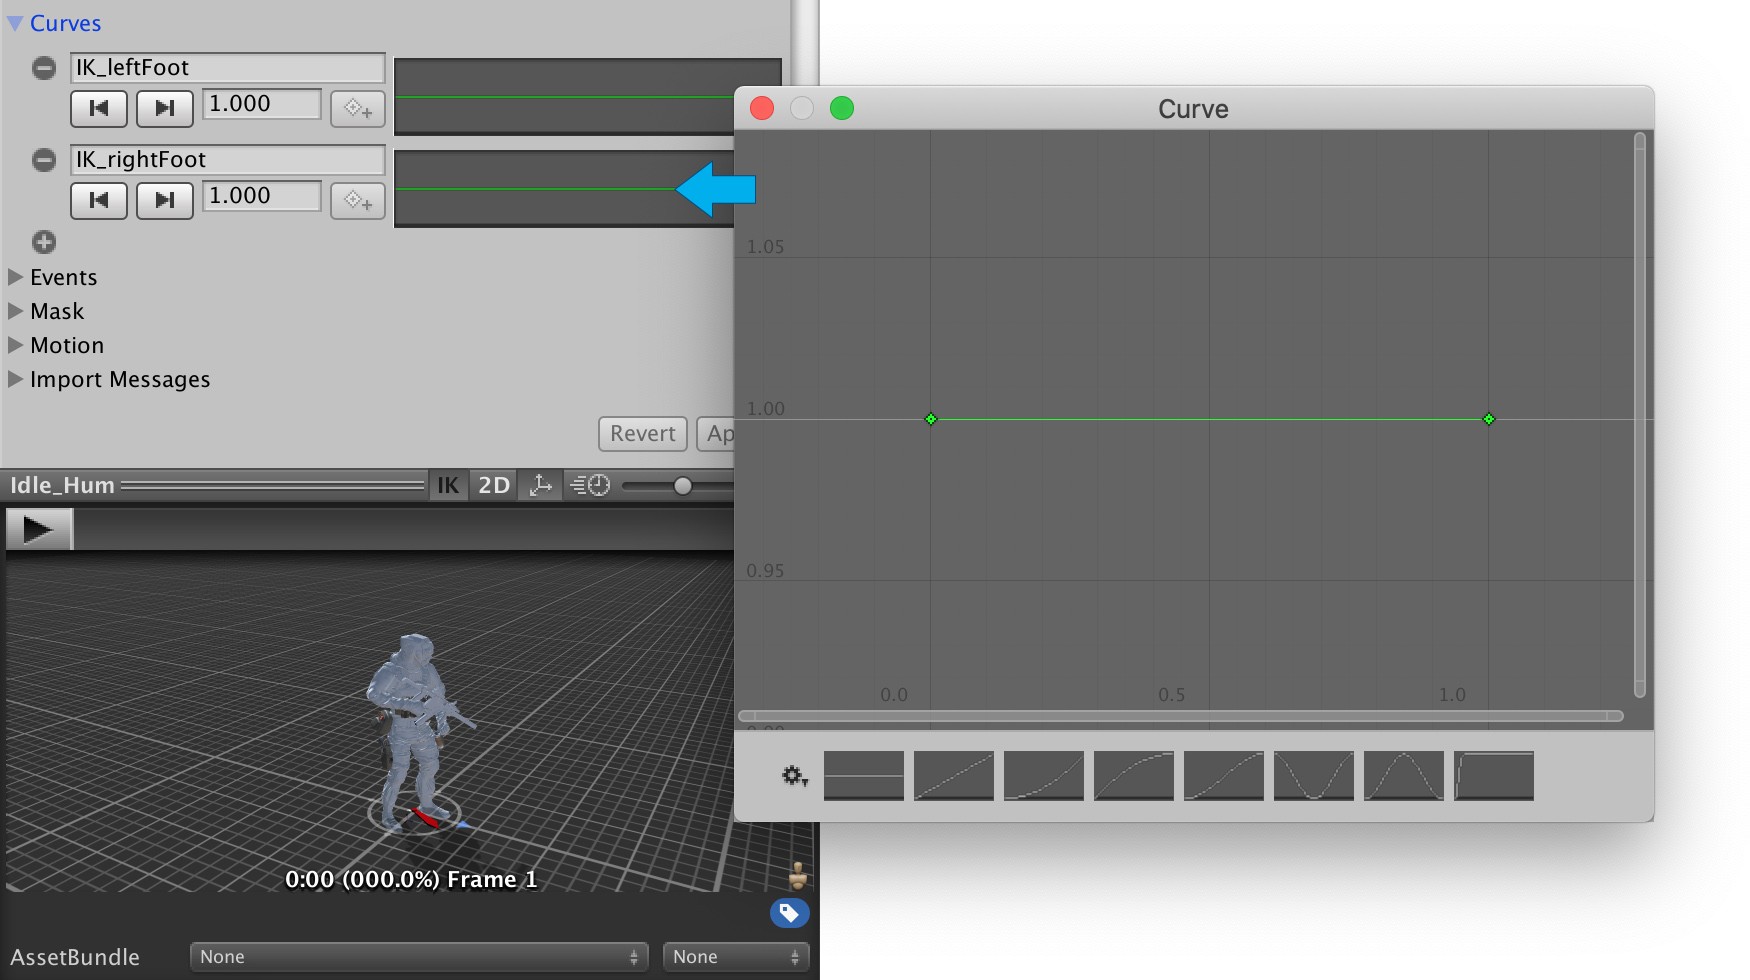 Curves
IK_leftFoot
1.000
IK_rightFoot
1.000
Events
Mask
Motion
Import Messages
Revert
Ap
Idle_Hum
IK
2D
0:00 (000.0%) Frame 1
AssetBundle
None
None
Curve
1.05
1.00
0.95
0.0
0.5
1.0